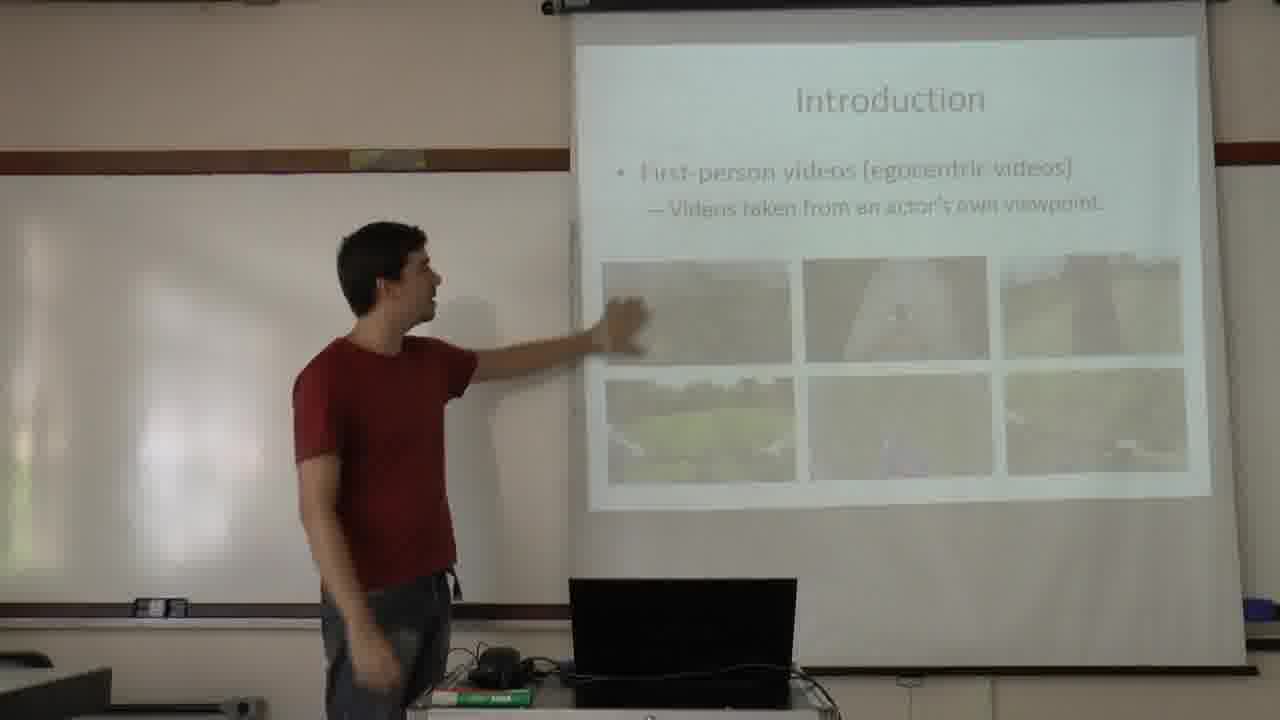 Introduction
• First-person videos (egocentric videos)
– Videos taken from an actor's own viewpoint.